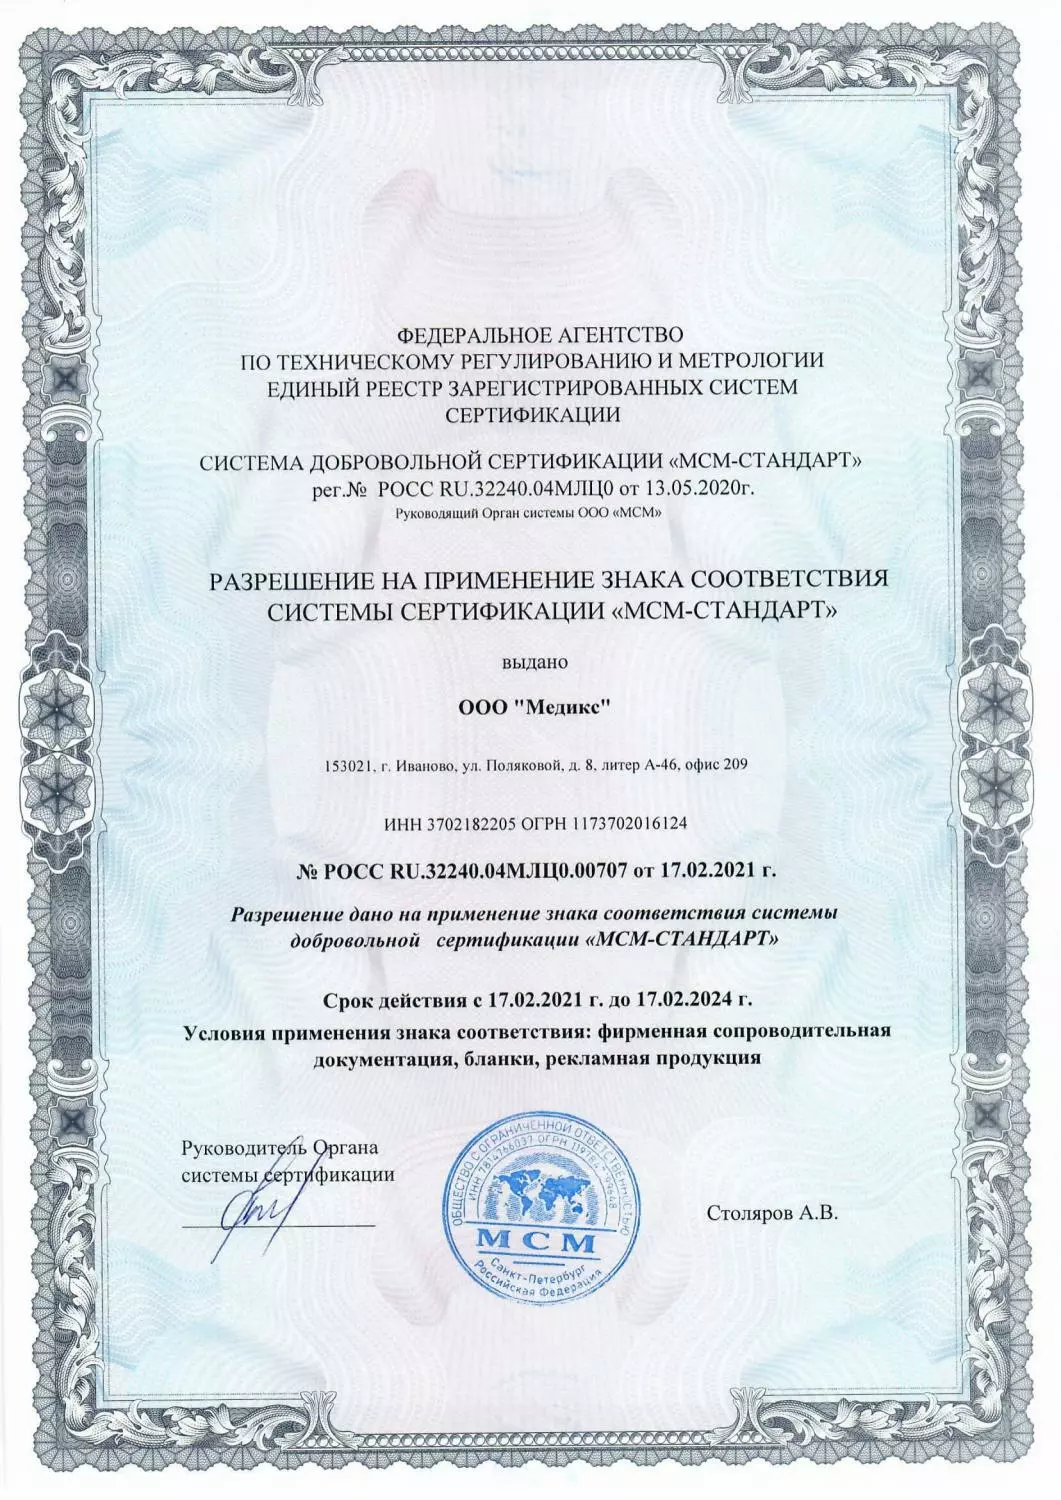 ФЕДЕРАЛЬНОЕ АГЕНТСТВО
ПО ТЕХНИЧЕСКОМУ РЕГУЛИРОВАНИЮ И МЕТРОЛОГИИ
ЕДИНЫЙ РЕЕСТР ЗАРЕГИСТРИРОВАННЫХ СИСТЕМ
СЕРТИФИКАЦИИ
СИСТЕМА ДОБРОВОЛЬНОЙ СЕРТИФИКАЦИИ «МСМ-СТАНДАРТ»
рег.№ РОСС RU.32240.04МЛЦ0 от 13.05.2020г.
Руководящий Орган системы ООО «МСМ»
РАЗРЕШЕНИЕ НА ПРИМЕНЕНИЕ ЗНАКА СООТВЕТСТВИЯ
СИСТЕМЫ СЕРТИФИКАЦИИ «МСМ-СТАНДАРТ»
выдано
ООО "Медикс"
153021, г. Иваново, ул. Поляковой, д. 8, литер А-46, офис 209
ИНН 3702182205 ОГРН 1173702016124
№ РОСС RU.32240.04МЛЦ0.00707 от 17.02.2021 г.
Разрешение дано на применение знака соответствия системы
добровольной сертификации «МСМ-СТАНДАРТ»
Срок действия с 17.02.2021 г. до 17.02.2024 г.
Условия применения знака соответствия: фирменная сопроводительная
документация, бланки, рекламная продукция
Руководитель Органа
системы сертификации
Столяров А.В.
ОБЩЕСТВО С ОГРАНИЧЕННОЙ ОТВЕТСТВЕННОСТЬЮ
ИНН 7814766037 ОГРН
МСМ
Санкт-Петербург
Российская Федерация